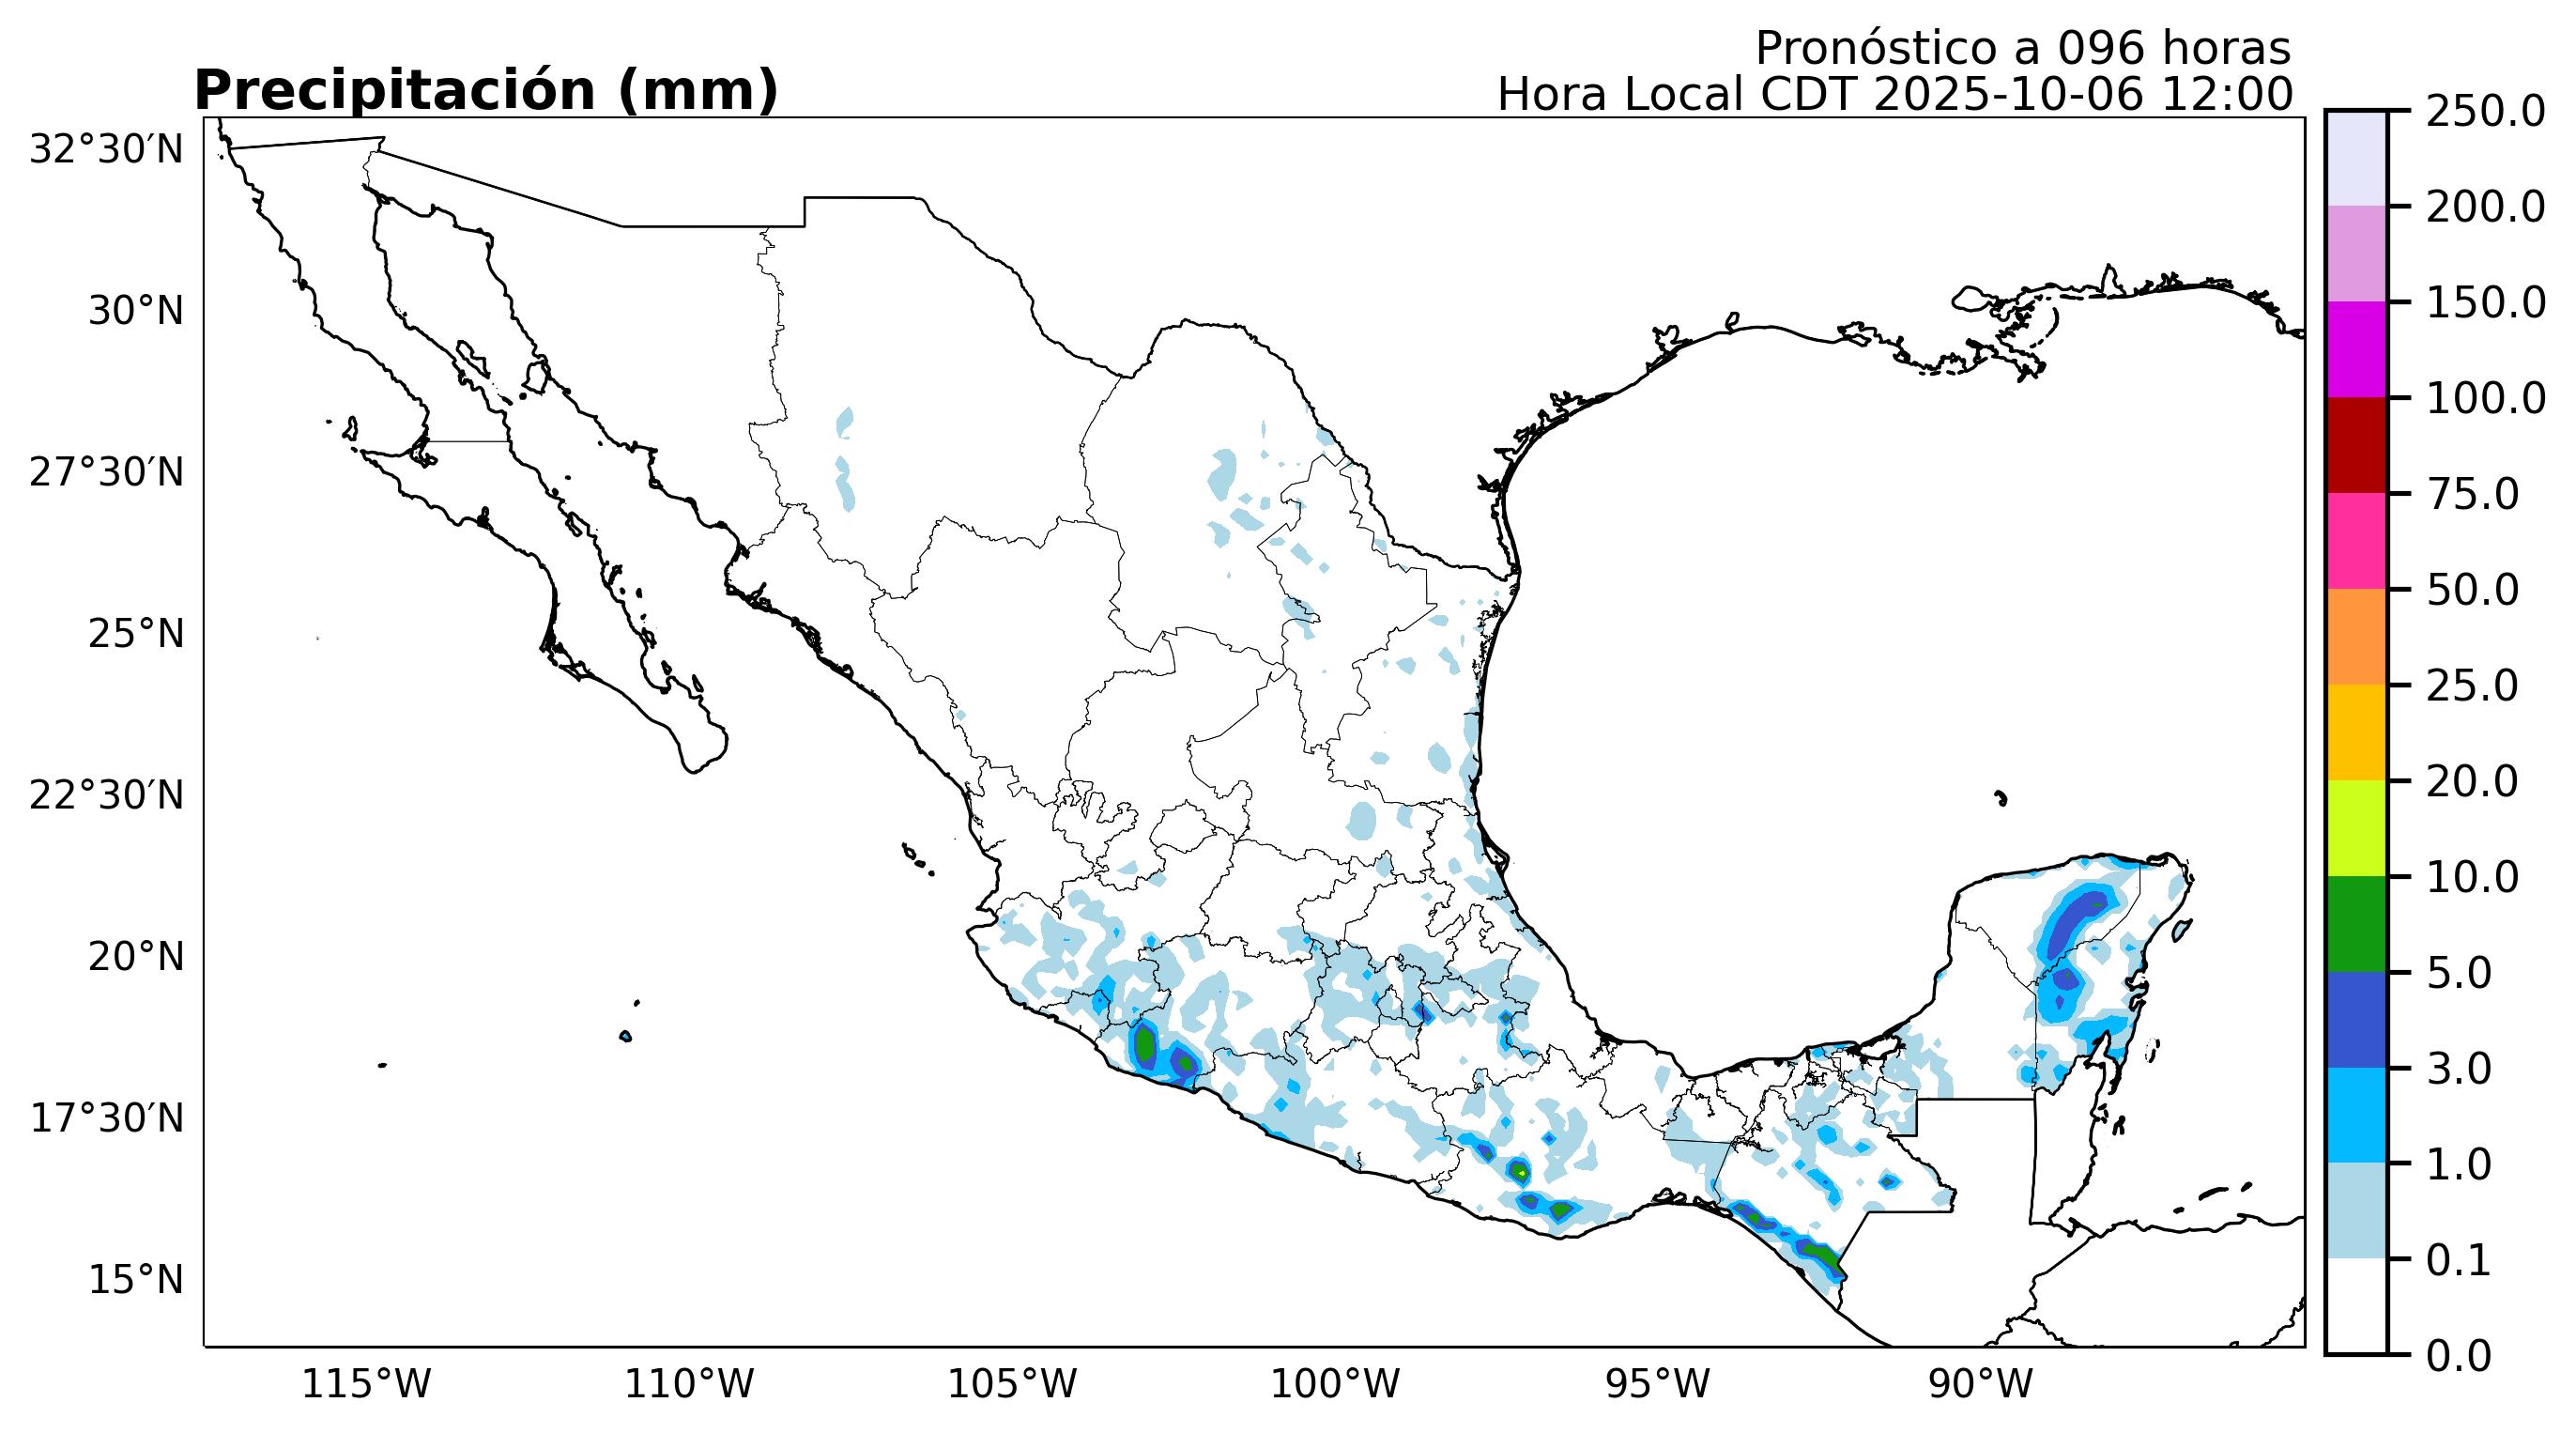 Pronóstico a 096 horas
Precipitación (mm)
Hora Local CDT 2025-10-06 12:00
32°30′N
30°N
27°30′N
25°N
22°30′N
20°N
17°30′N
15°N
115°W
110°W
105°W
100°W
95°W
90°W
250.0
200.0
150.0
100.0
75.0
50.0
25.0
20.0
10.0
5.0
3.0
1.0
0.1
0.0